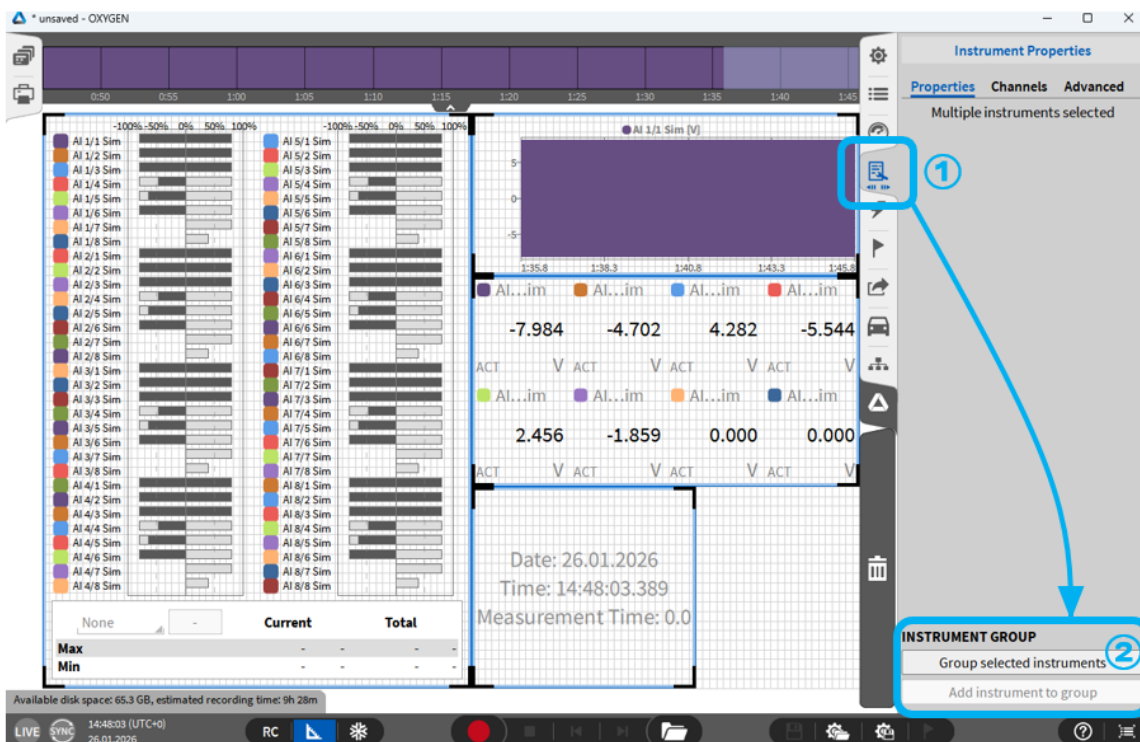 * unsaved - OXYGEN
Instrument Properties
Properties Channels Advanced
Multiple instruments selected
0:50 0:55 1:00 1:05 1:10 1:15 1:20 1:25 1:30 1:35 1:40 1:45
-100% -50% 0% 50% 100% -100% -50% 0% 50% 100%
AI 1/1 Sim AI 5/1 Sim
AI 1/2 Sim AI 5/2 Sim
AI 1/3 Sim AI 5/3 Sim
AI 1/4 Sim AI 5/4 Sim
AI 1/5 Sim AI 5/5 Sim
AI 1/6 Sim AI 5/6 Sim
AI 1/7 Sim AI 5/7 Sim
AI 1/8 Sim AI 5/8 Sim
AI 2/1 Sim AI 6/1 Sim
AI 2/2 Sim AI 6/2 Sim
AI 2/3 Sim AI 6/3 Sim
AI 2/4 Sim AI 6/4 Sim
AI 2/5 Sim AI 6/5 Sim
AI 2/6 Sim AI 6/6 Sim
AI 2/7 Sim AI 6/7 Sim
AI 2/8 Sim AI 6/8 Sim
AI 3/1 Sim AI 7/1 Sim
AI 3/2 Sim AI 7/2 Sim
AI 3/3 Sim AI 7/3 Sim
AI 3/4 Sim AI 7/4 Sim
AI 3/5 Sim AI 7/5 Sim
AI 3/6 Sim AI 7/6 Sim
AI 3/7 Sim AI 7/7 Sim
AI 3/8 Sim AI 7/8 Sim
AI 4/1 Sim AI 8/1 Sim
AI 4/2 Sim AI 8/2 Sim
AI 4/3 Sim AI 8/3 Sim
AI 4/4 Sim AI 8/4 Sim
AI 4/5 Sim AI 8/5 Sim
AI 4/6 Sim AI 8/6 Sim
AI 4/7 Sim AI 8/7 Sim
AI 4/8 Sim AI 8/8 Sim
None - Current Total
Max - - - -
Min - - - -
AI 1/1 Sim [V]
5
0
-5
1:35.8 1:38.3 1:40.8 1:43.3 1:45.8
AI...im AI...im AI...im AI...im
-7.984 -4.702 4.282 -5.544
ACT V ACT V ACT V ACT V
AI...im AI...im AI...im AI...im
2.456 -1.859 0.000 0.000
ACT V ACT V ACT V ACT V
Date: 26.01.2026
Time: 14:48:03.389
Measurement Time: 0.0
①
INSTRUMENT GROUP
②
Group selected instruments
Add instrument to group
Available disk space: 65.3 GB, estimated recording time: 9h 28m
LIVE SYNC 14:48:03 (UTC+0) RC
26.01.2026